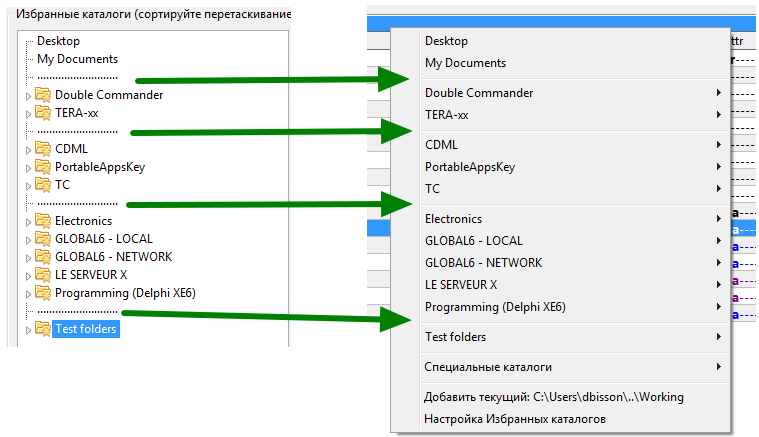 Избранные каталоги (сортируйте перетаскивание
Desktop
My Documents
Double Commander
TERA-xx
CDML
PortableAppsKey
TC
Electronics
GLOBAL6 - LOCAL
GLOBAL6 - NETWORK
LE SERVEUR X
Programming (Delphi XE6)
Test folders
Desktop
My Documents
Double Commander
TERA-xx
CDML
PortableAppsKey
TC
Electronics
GLOBAL6 - LOCAL
GLOBAL6 - NETWORK
LE SERVEUR X
Programming (Delphi XE6)
Test folders
Специальные каталоги
Добавить текущий: C:\Users\dbisson\..\Working
Настройка Избранных каталогов
ttr
r----
a----
a----
a----
a----
a----
a----
a----